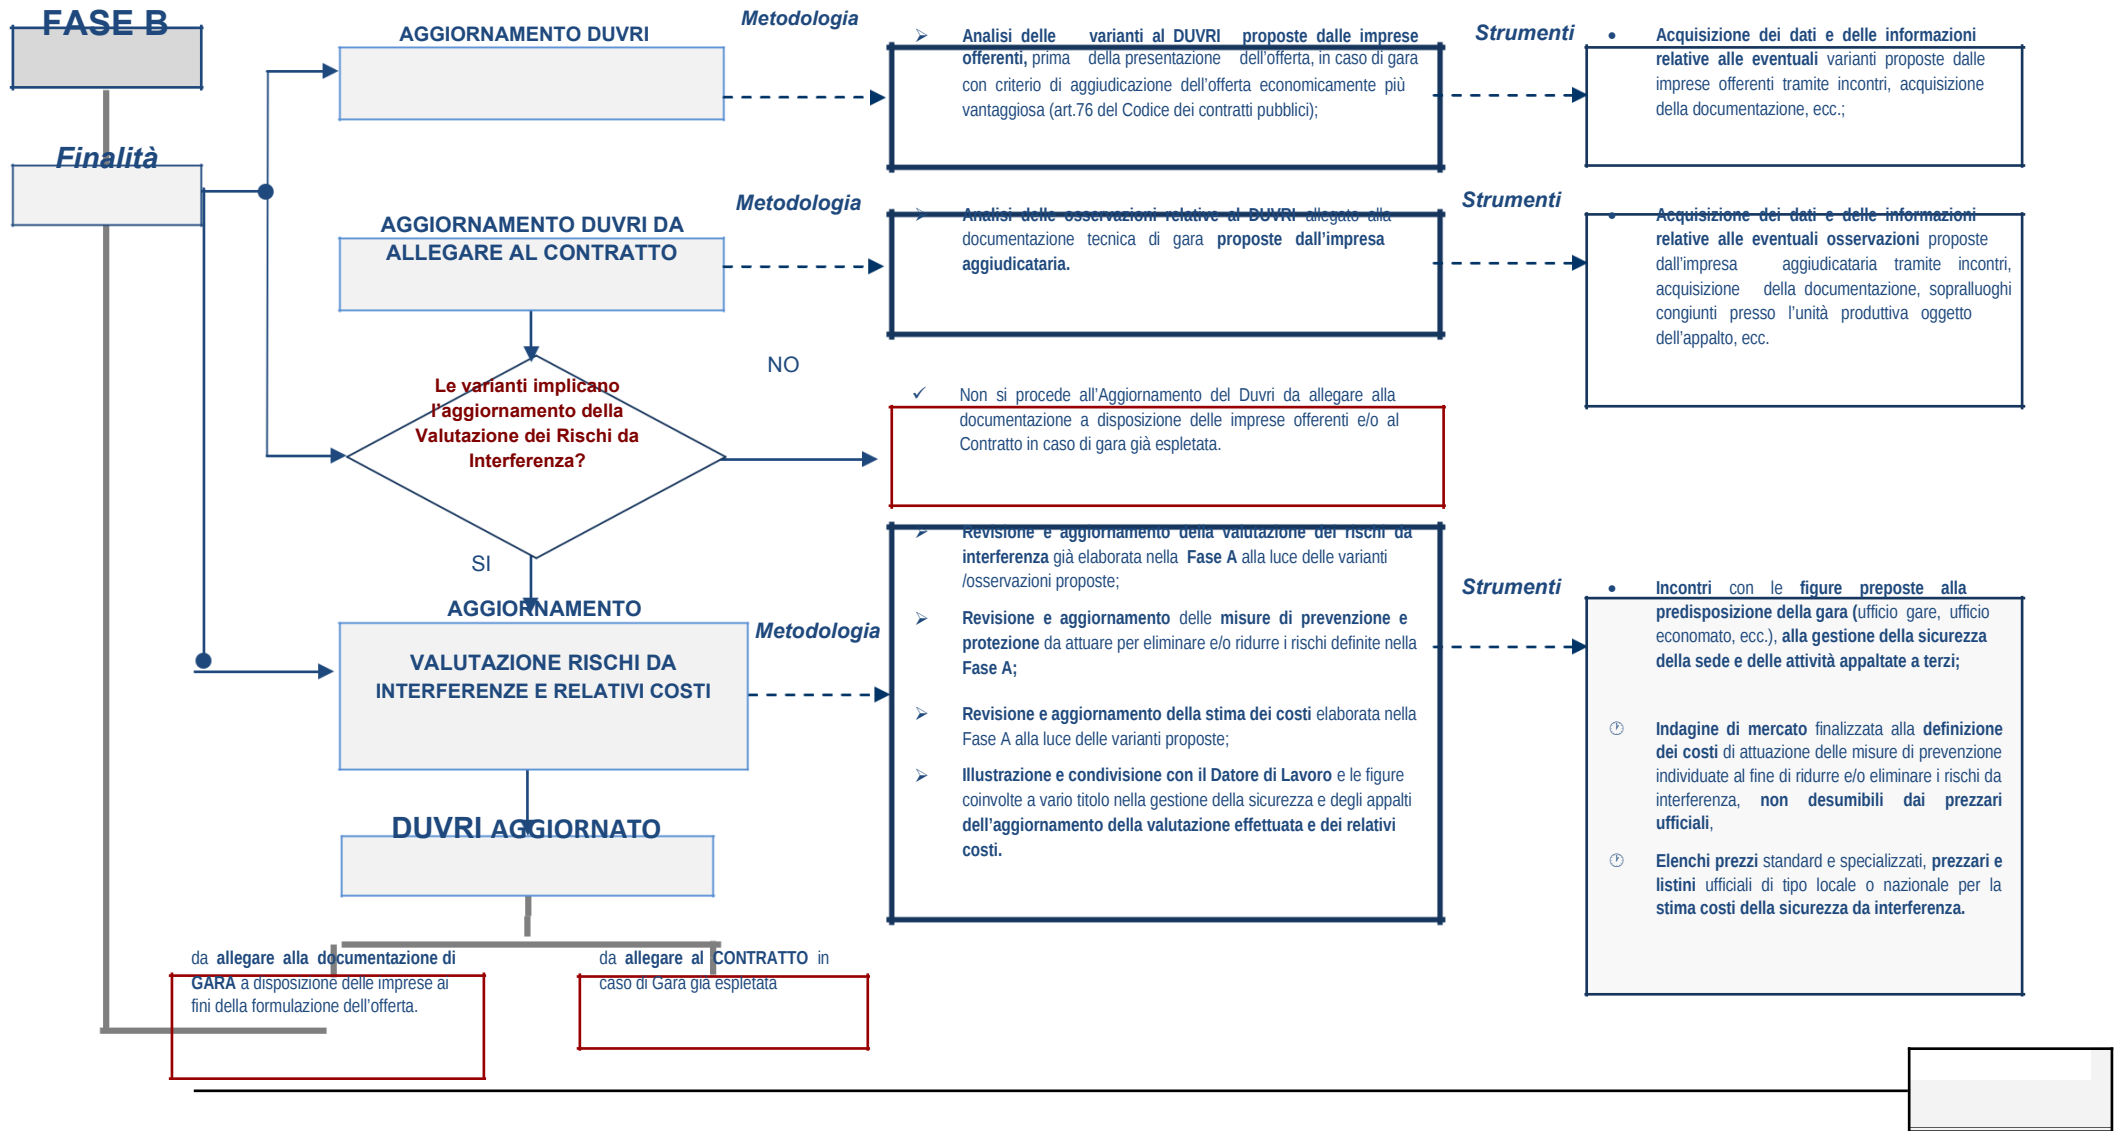 FASE B
Finalità
AGGIORNAMENTO DUVRI
Metodologia
➢ Analisi delle varianti al DUVRI proposte dalle imprese
offerenti, prima della presentazione dell’offerta, in caso di gara
con criterio di aggiudicazione dell’offerta economicamente più
vantaggiosa (art.76 del Codice dei contratti pubblici);
Strumenti
• Acquisizione dei dati e delle informazioni
relative alle eventuali varianti proposte dalle
imprese offerenti tramite incontri, acquisizione
della documentazione, ecc.;
AGGIORNAMENTO DUVRI DA
ALLEGARE AL CONTRATTO
Metodologia
➢ Analisi delle osservazioni relative al DUVRI allegato alla
documentazione tecnica di gara proposte dall’impresa
aggiudicataria.
Strumenti
• Acquisizione dei dati e delle informazioni
relative alle eventuali osservazioni proposte
dall’impresa aggiudicataria tramite incontri,
acquisizione della documentazione, sopralluoghi
congiunti presso l’unità produttiva oggetto
dell’appalto, ecc.
Le varianti implicano
l’aggiornamento della
Valutazione dei Rischi da
Interferenza?
NO
✓ Non si procede all’Aggiornamento del Duvri da allegare alla
documentazione a disposizione delle imprese offerenti e/o al
Contratto in caso di gara già espletata.
SI
AGGIORNAMENTO
VALUTAZIONE RISCHI DA
INTERFERENZE E RELATIVI COSTI
Metodologia
➢ Revisione e aggiornamento della valutazione dei rischi da
interferenza già elaborata nella Fase A alla luce delle varianti
/osservazioni proposte;
➢ Revisione e aggiornamento delle misure di prevenzione e
protezione da attuare per eliminare e/o ridurre i rischi definite nella
Fase A;
➢ Revisione e aggiornamento della stima dei costi elaborata nella
Fase A alla luce delle varianti proposte;
➢ Illustrazione e condivisione con il Datore di Lavoro e le figure
coinvolte a vario titolo nella gestione della sicurezza e degli appalti
dell’aggiornamento della valutazione effettuata e dei relativi
costi.
Strumenti
• Incontri con le figure preposte alla
predisposizione della gara (ufficio gare, ufficio
economato, ecc.), alla gestione della sicurezza
della sede e delle attività appaltate a terzi;
Indagine di mercato finalizzata alla definizione
dei costi di attuazione delle misure di prevenzione
individuate al fine di ridurre e/o eliminare i rischi da
interferenza, non desumibili dai prezzari
ufficiali,
Elenchi prezzi standard e specializzati, prezzari e
listini ufficiali di tipo locale o nazionale per la
stima costi della sicurezza da interferenza.
DUVRI AGGIORNATO
da allegare alla documentazione di
GARA a disposizione delle imprese ai
fini della formulazione dell’offerta.
da allegare al CONTRATTO in
caso di Gara già espletata